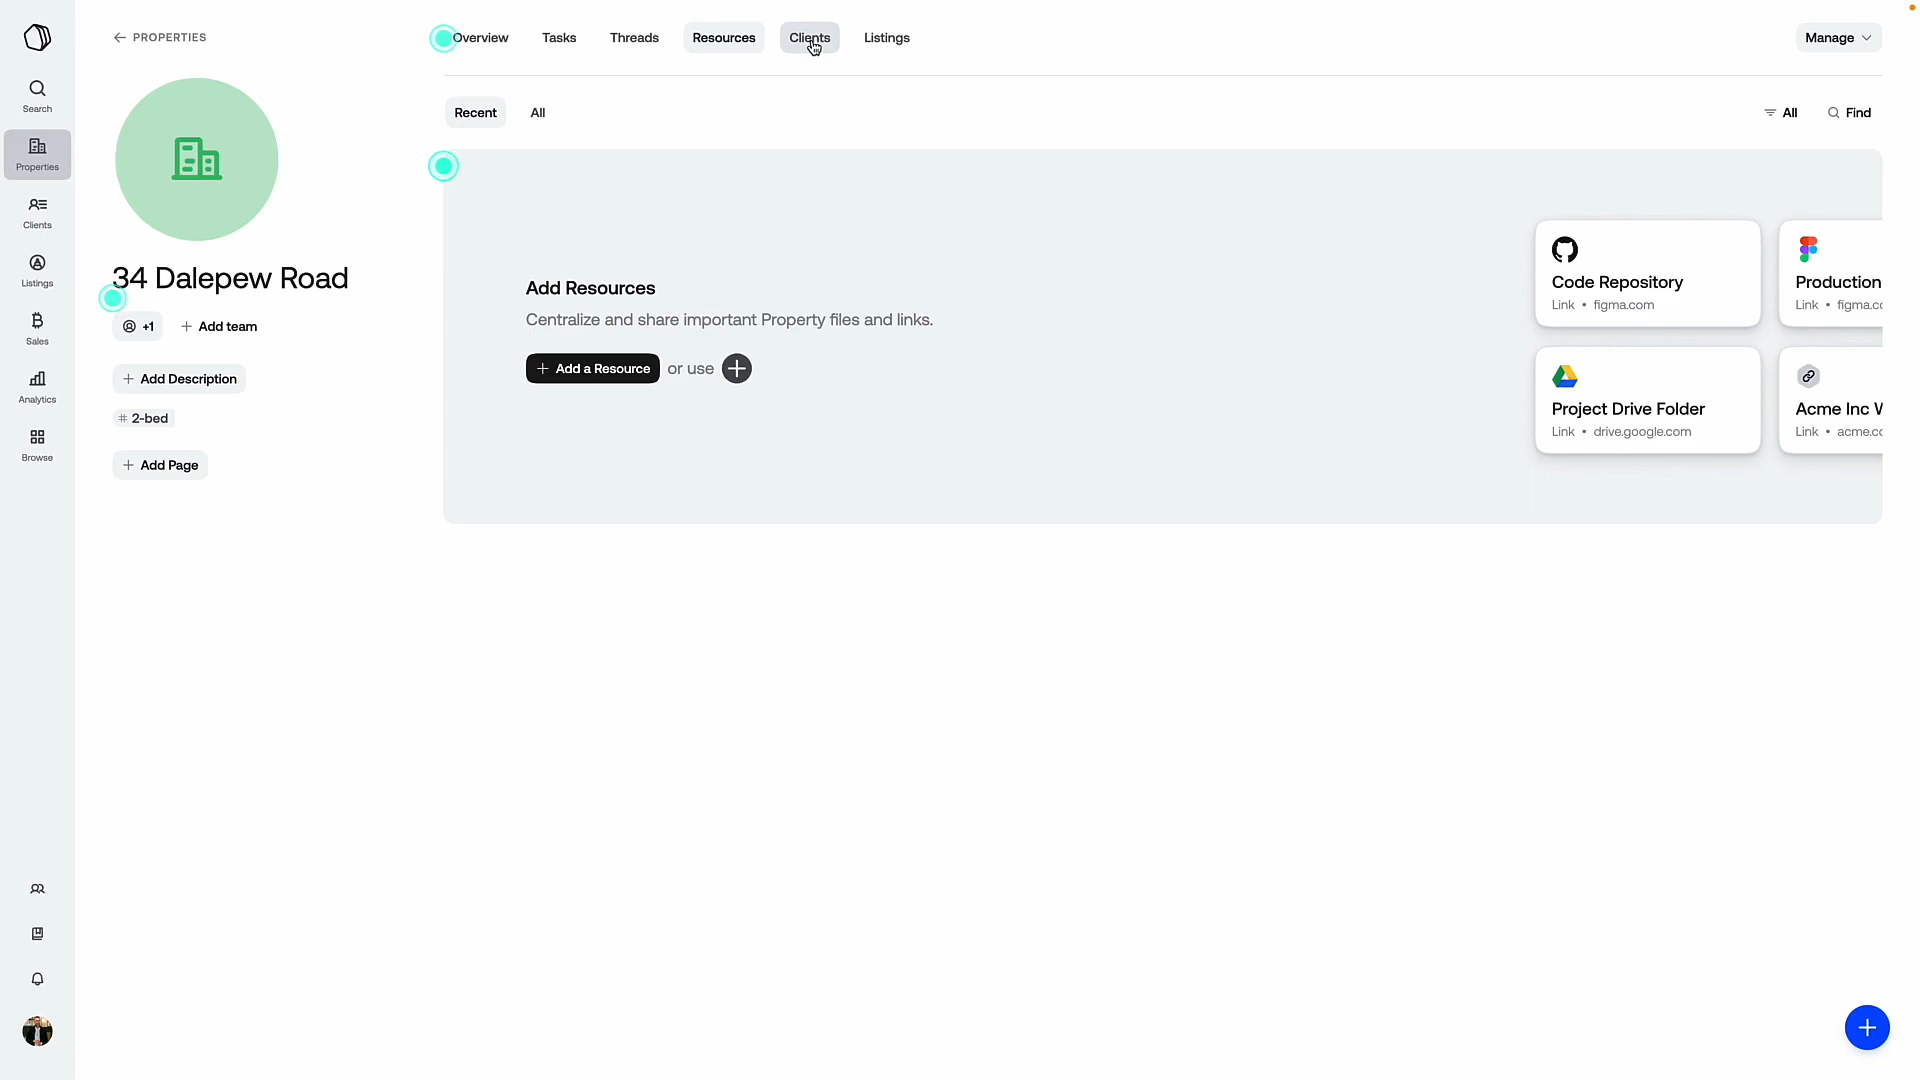 PROPERTIES
Overview
Tasks
Threads
Resources
Clients
Listings
Manage
Search
Properties
Clients
Listings
Sales
Analytics
Browse
34 Dalepew Road
+1
Add team
Add Description
# 2-bed
Add Page
Recent
All
All
Find
Add Resources
Centralize and share important Property files and links.
+ Add a Resource or use
Code Repository
Link • figma.com
Production
Link • figma.co
Project Drive Folder
Link • drive.google.com
Acme Inc W
Link • acme.co